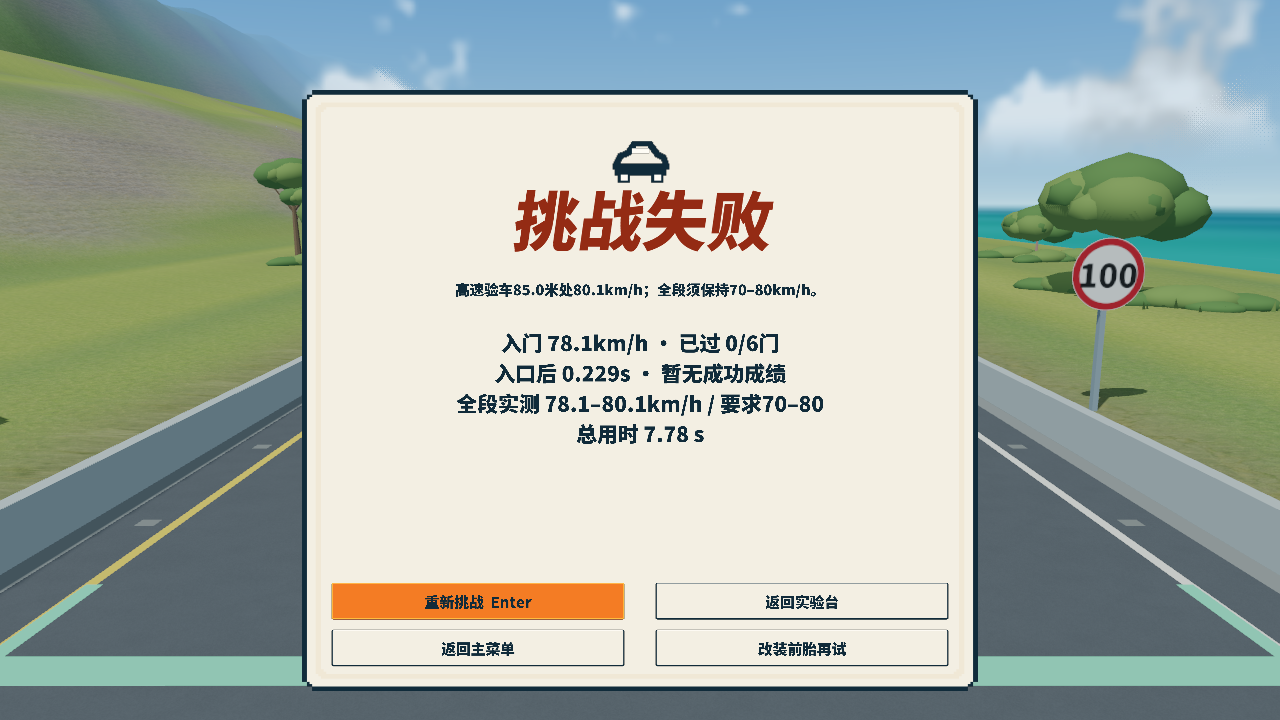 挑战失败
高速验车85.0米处80.1km/h；全段须保持70–80km/h。
入门 78.1km/h · 已过 0/6门
入口后 0.229s · 暂无成功成绩
全段实测 78.1–80.1km/h / 要求70–80
总用时 7.78 s
100
重新挑战 Enter
返回实验台
返回主菜单
改装前胎再试